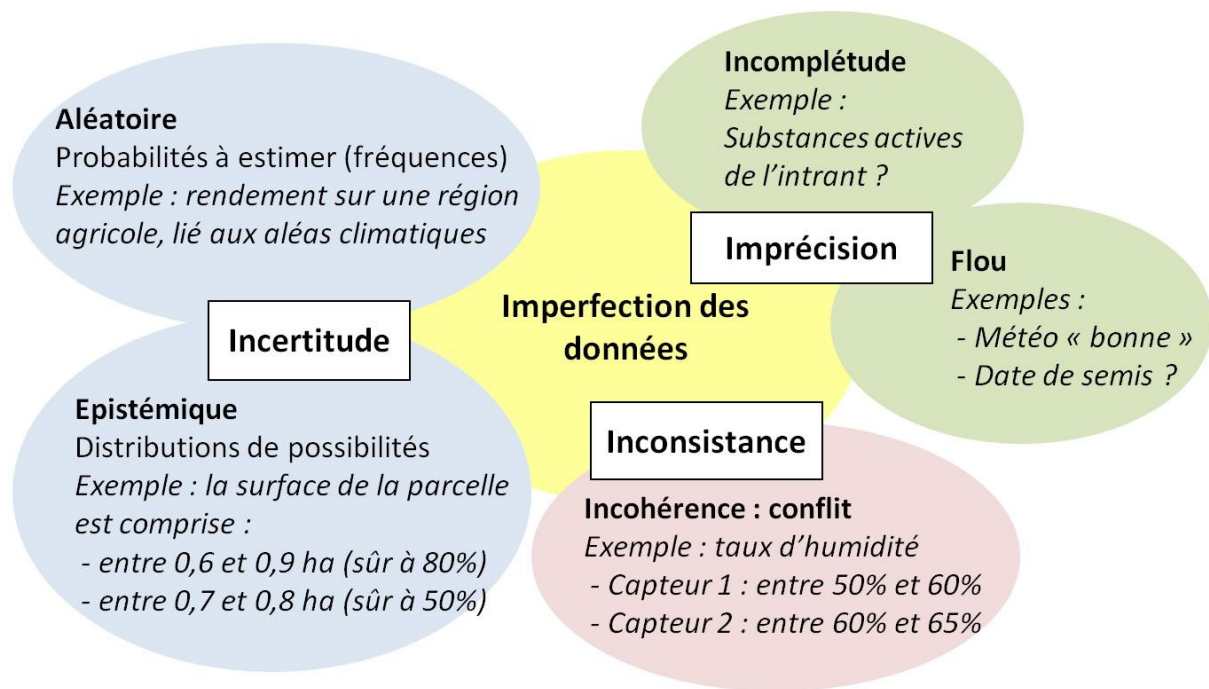 Aléatoire
Probabilités à estimer (fréquences)
Exemple : rendement sur une région
agricole, lié aux aléas climatiques
Incomplétude
Exemple :
Substances actives
de l’intrant ?
Imprécision
Flou
Exemples :
- Météo « bonne »
- Date de semis ?
Imperfection des
données
Incertitude
Epistémique
Distributions de possibilités
Exemple : la surface de la parcelle
est comprise :
- entre 0,6 et 0,9 ha (sûr à 80%)
- entre 0,7 et 0,8 ha (sûr à 50%)
Inconsistance
Incohérence : conflit
Exemple : taux d’humidité
- Capteur 1 : entre 50% et 60%
- Capteur 2 : entre 60% et 65%